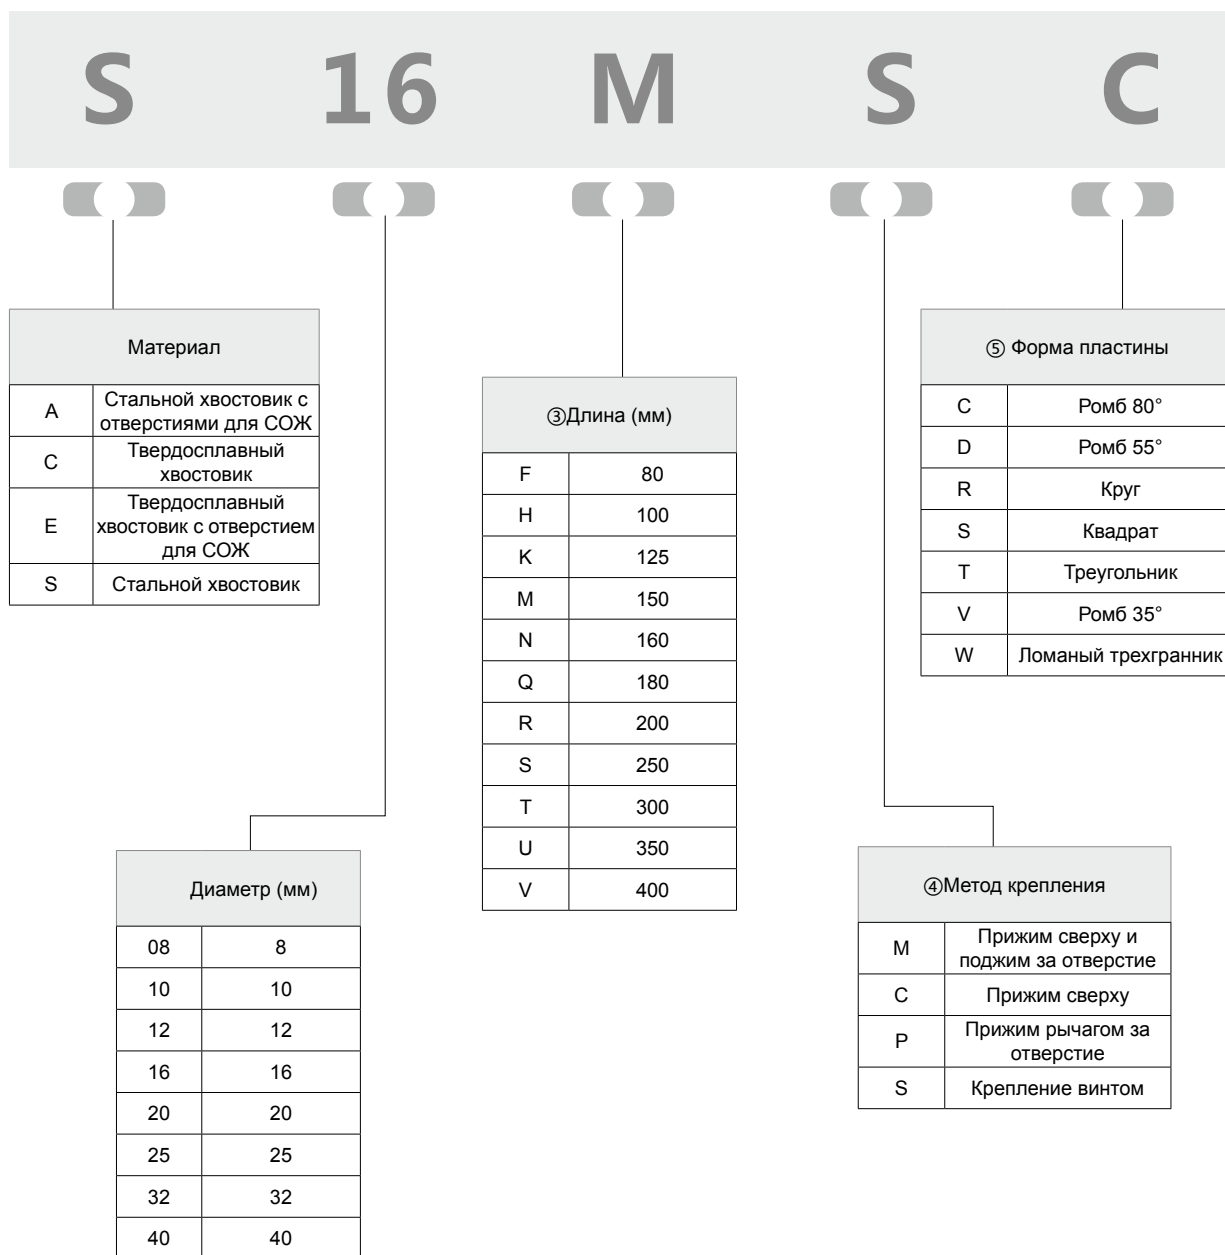 S 16 M S C
Материал
A Стальной хвостовик с
отверстиями для СОЖ
C Твердосплавный
хвостовик
E Твердосплавный
хвостовик с отверстием
для СОЖ
S Стальной хвостовик
Диаметр (мм)
08 8
10 10
12 12
16 16
20 20
25 25
32 32
40 40
③Длина (мм)
F 80
H 100
K 125
M 150
N 160
Q 180
R 200
S 250
T 300
U 350
V 400
④Метод крепления
M Прижим сверху и
поджим за отверстие
C Прижим сверху
P Прижим рычагом за
отверстие
S Крепление винтом
⑤ Форма пластины
C Ромб 80°
D Ромб 55°
R Круг
S Квадрат
T Треугольник
V Ромб 35°
W Ломаный трехгранник